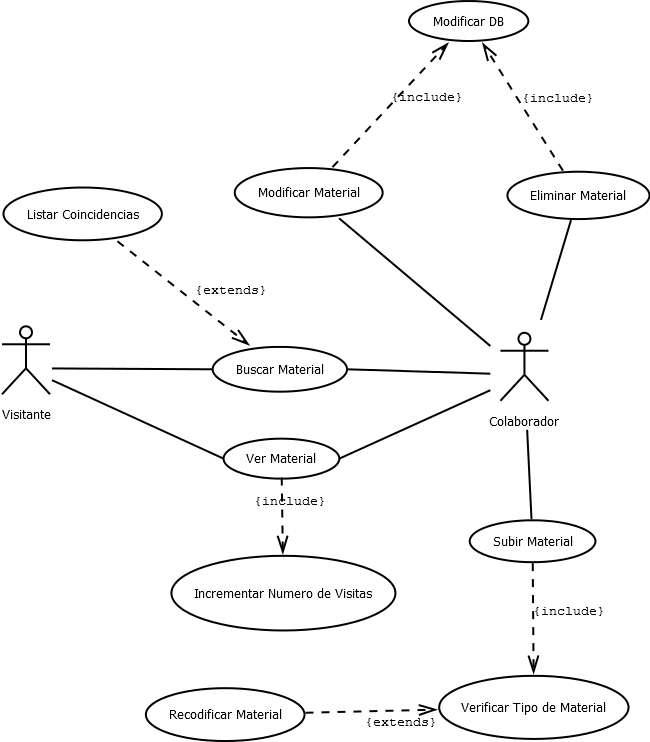 Modificar DB
{include}
{include}
Modificar Material
Eliminar Material
Listar Coincidencias
{extends}
Buscar Material
Visitante
Colaborador
Ver Material
{include}
Subir Material
Incrementar Numero de Visitas
{include}
Verificar Tipo de Material
Recodificar Material
{extends}